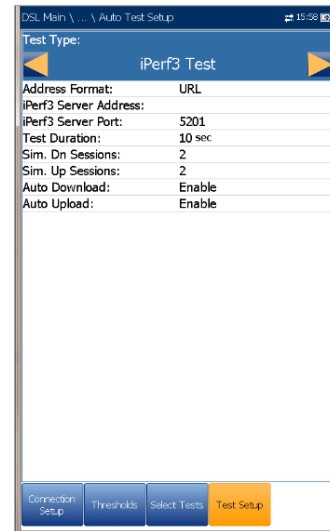 DSL Main \ ... \ Auto Test Setup 15:58
Test Type:
iPerf3 Test
Address Format: URL
iPerf3 Server Address:
iPerf3 Server Port: 5201
Test Duration: 10 sec
Sim. Dn Sessions: 2
Sim. Up Sessions: 2
Auto Download: Enable
Auto Upload: Enable
Connection Setup Thresholds Select Tests Test Setup